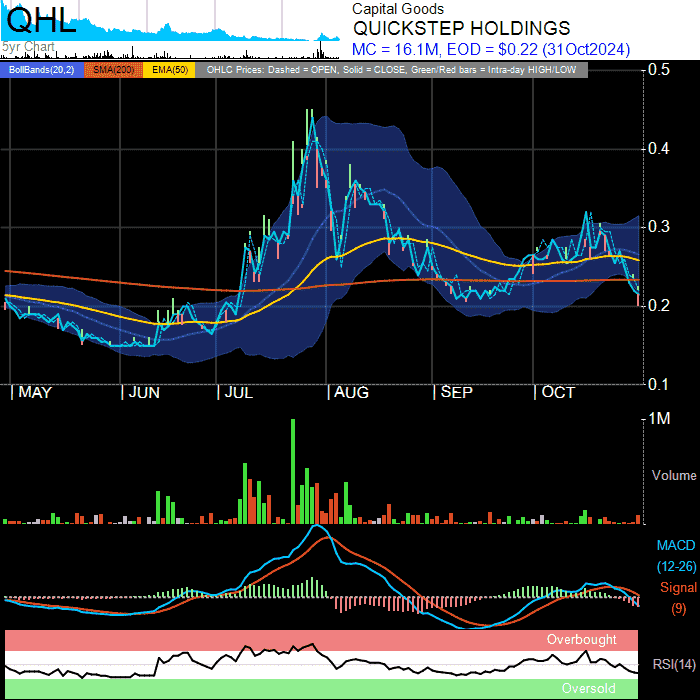 QHL
5yr Chart
Capital Goods
QUICKSTEP HOLDINGS
MC = 16.1M, EOD = $0.22 (31Oct2024)
BollBands(20,2) SMA(200) EMA(50) OHLC Prices: Dashed = OPEN, Solid = CLOSE, Green/Red bars = Intra-day HIGH/LOW
0.5
0.4
0.3
0.2
0.1
| MAY | JUN | JUL | AUG | SEP | OCT
1M
Volume
MACD
(12-26)
Signal
(9)
Overbought
RSI(14)
Oversold